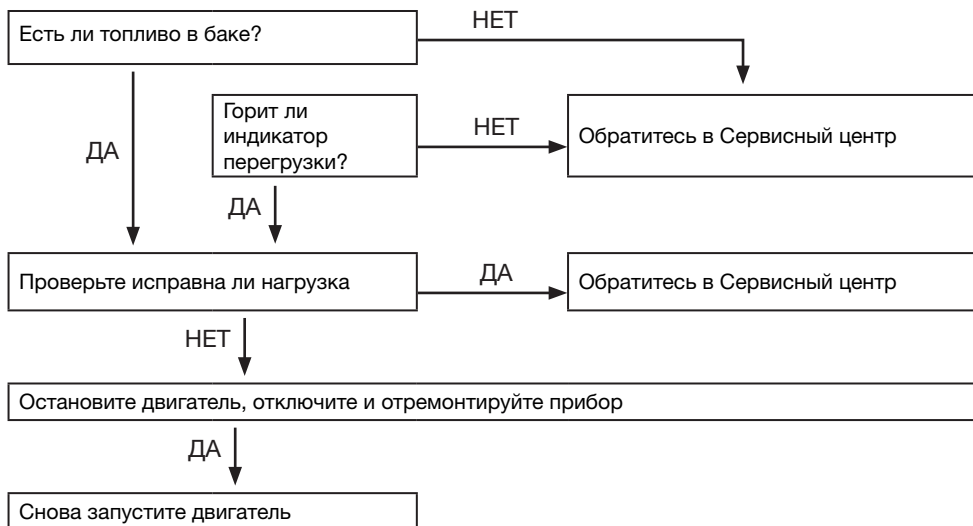 Есть ли топливо в баке?
НЕТ
ДА
Горит ли
индикатор
перегрузки?
НЕТ
Обратитесь в Сервисный центр
ДА
Проверьте исправна ли нагрузка
ДА
Обратитесь в Сервисный центр
НЕТ
Остановите двигатель, отключите и отремонтируйте прибор
ДА
Снова запустите двигатель